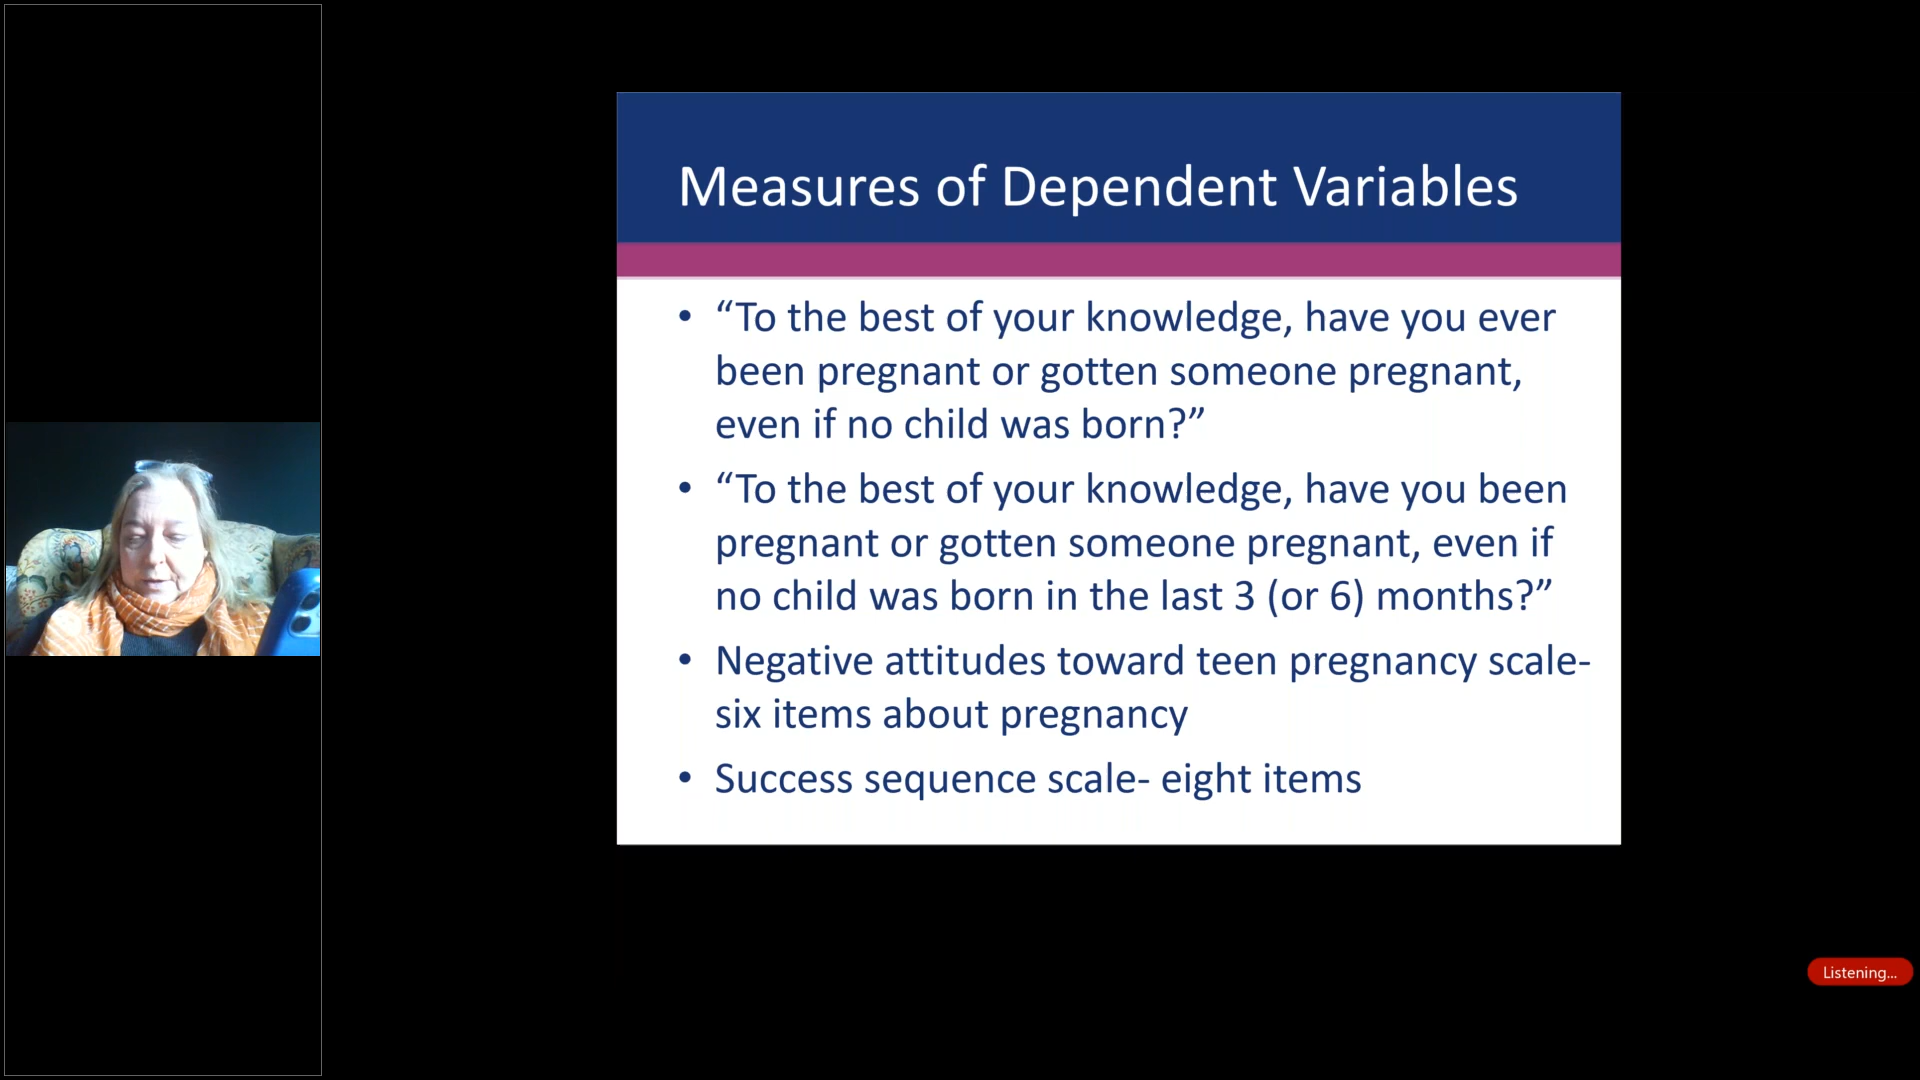 Measures of Dependent Variables
• “To the best of your knowledge, have you ever
been pregnant or gotten someone pregnant,
even if no child was born?”
• “To the best of your knowledge, have you been
pregnant or gotten someone pregnant, even if
no child was born in the last 3 (or 6) months?”
• Negative attitudes toward teen pregnancy scale-
six items about pregnancy
• Success sequence scale- eight items
Listening...